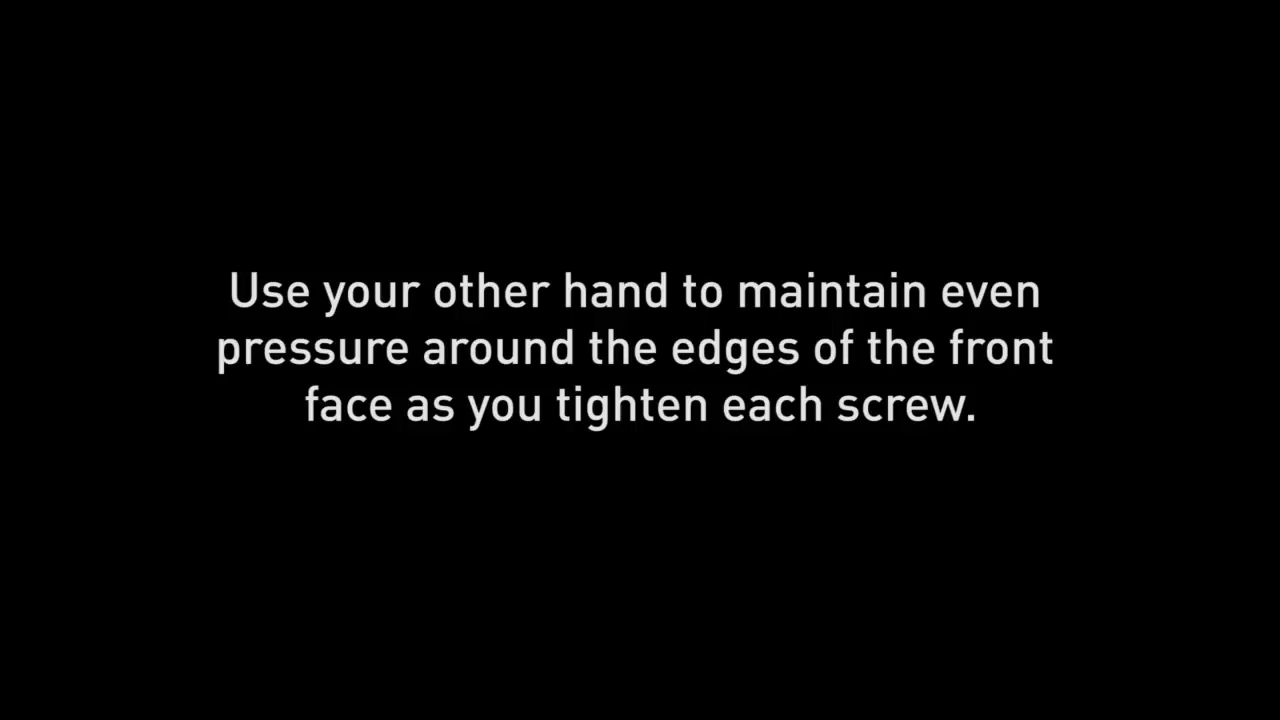 Use your other hand to maintain even
pressure around the edges of the front
face as you tighten each screw.